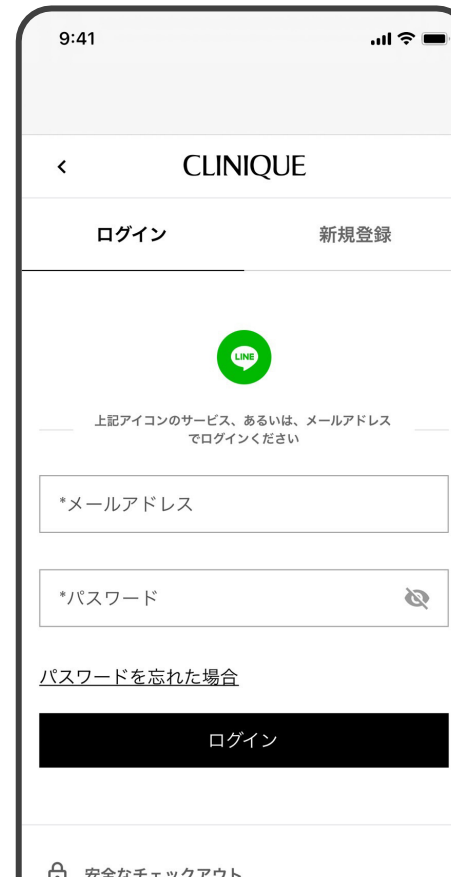 9:41
CLINIQUE
ログイン
新規登録
LINE
上記アイコンのサービス、あるいは、メールアドレス
でログインください
*メールアドレス
*パスワード
パスワードを忘れた場合
ログイン
安全なチェックアウト